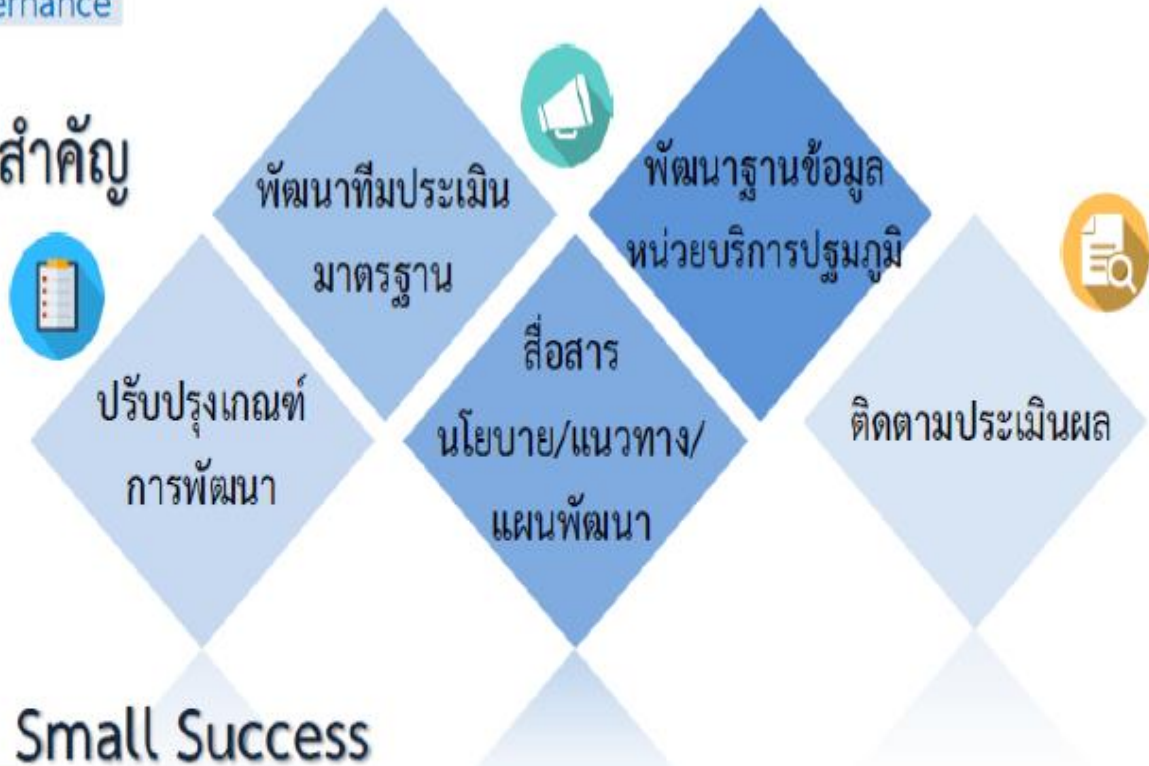 สำคัญ
พัฒนาทีมประเมิน
มาตรฐาน
พัฒนาฐานข้อมูล
หน่วยบริการปฐมภูมิ
ปรับปรุงเกณฑ์
การพัฒนา
สื่อสาร
นโยบาย/แนวทาง/
แผนพัฒนา
ติดตามประเมินผล
Small Success